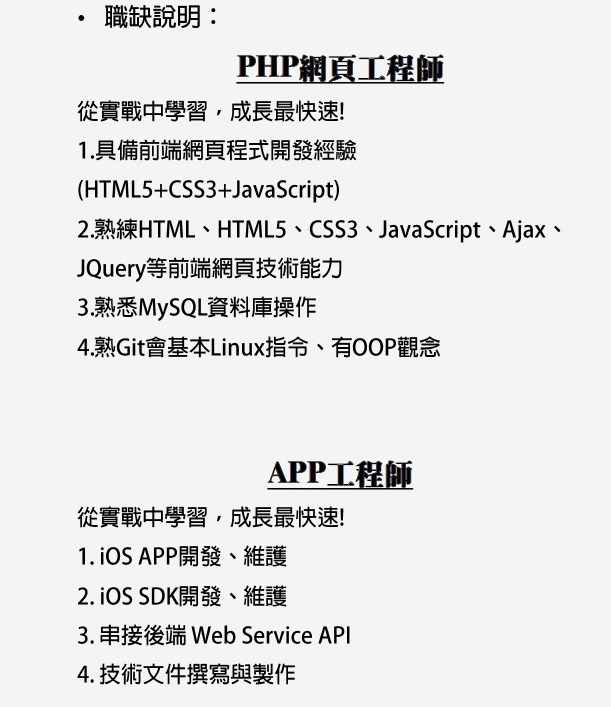 • 職缺說明：
PHP網頁工程師
從實戰中學習，成長最快速!
1.具備前端網頁程式開發經驗
(HTML5+CSS3+JavaScript)
2.熟練HTML、HTML5、CSS3、JavaScript、Ajax、
JQuery等前端網頁技術能力
3.熟悉MySQL資料庫操作
4.熟Git會基本Linux指令、有OOP觀念
APP工程師
從實戰中學習，成長最快速!
1. iOS APP開發、維護
2. iOS SDK開發、維護
3. 串接後端 Web Service API
4. 技術文件撰寫與製作